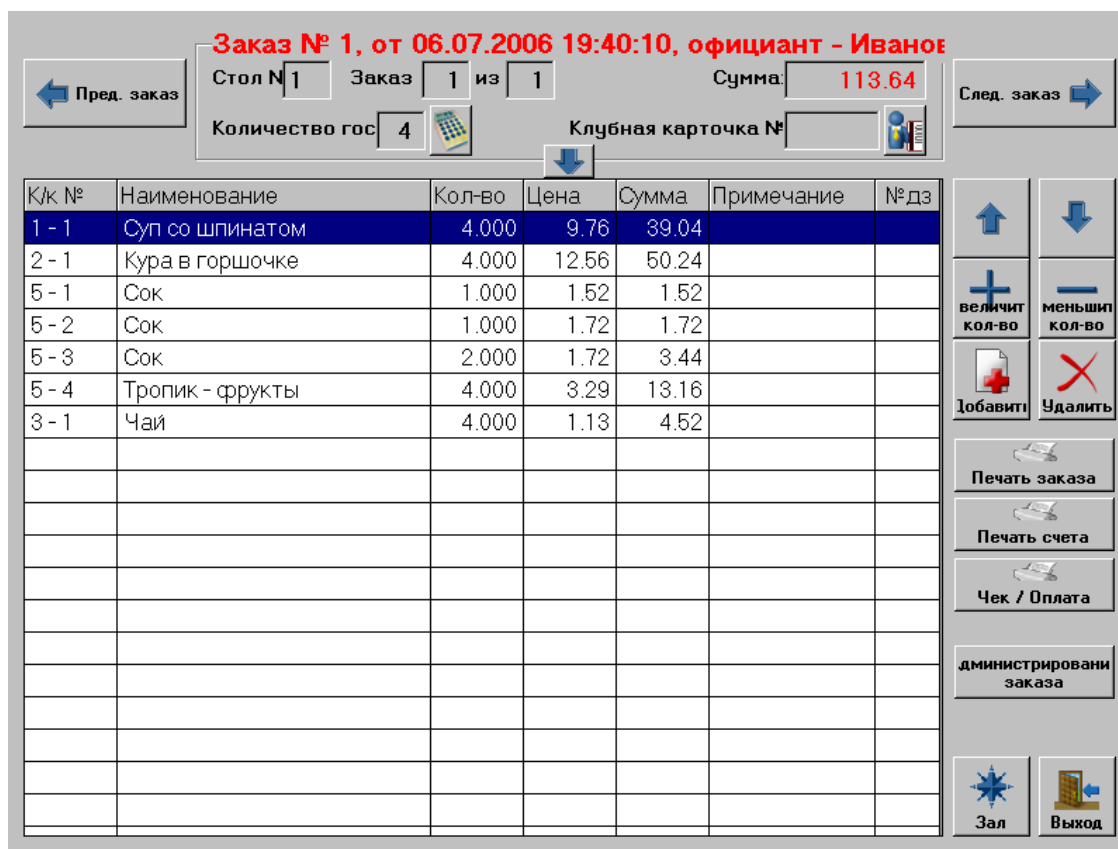 Заказ № 1, от 06.07.2006 19:40:10, официант - Иванов
Пред. заказ
Стол N 1 Заказ 1 из 1 Сумма: 113.64
След. заказ
Количество гос 4 Клубная карточка №
К/к № Наименование Кол-во Цена Сумма Примечание №дз
1 - 1 Суп со шпинатом 4.000 9.76 39.04
2 - 1 Кура в горшочке 4.000 12.56 50.24
5 - 1 Сок 1.000 1.52 1.52
5 - 2 Сок 1.000 1.72 1.72
5 - 3 Сок 2.000 1.72 3.44
5 - 4 Тропик - фрукты 4.000 3.29 13.16
3 - 1 Чай 4.000 1.13 4.52
величит
кол-во
меньшит
кол-во
Добавить
Удалить
Печать заказа
Печать счета
Чек / Оплата
дминистрировани
заказа
Зал
Выход